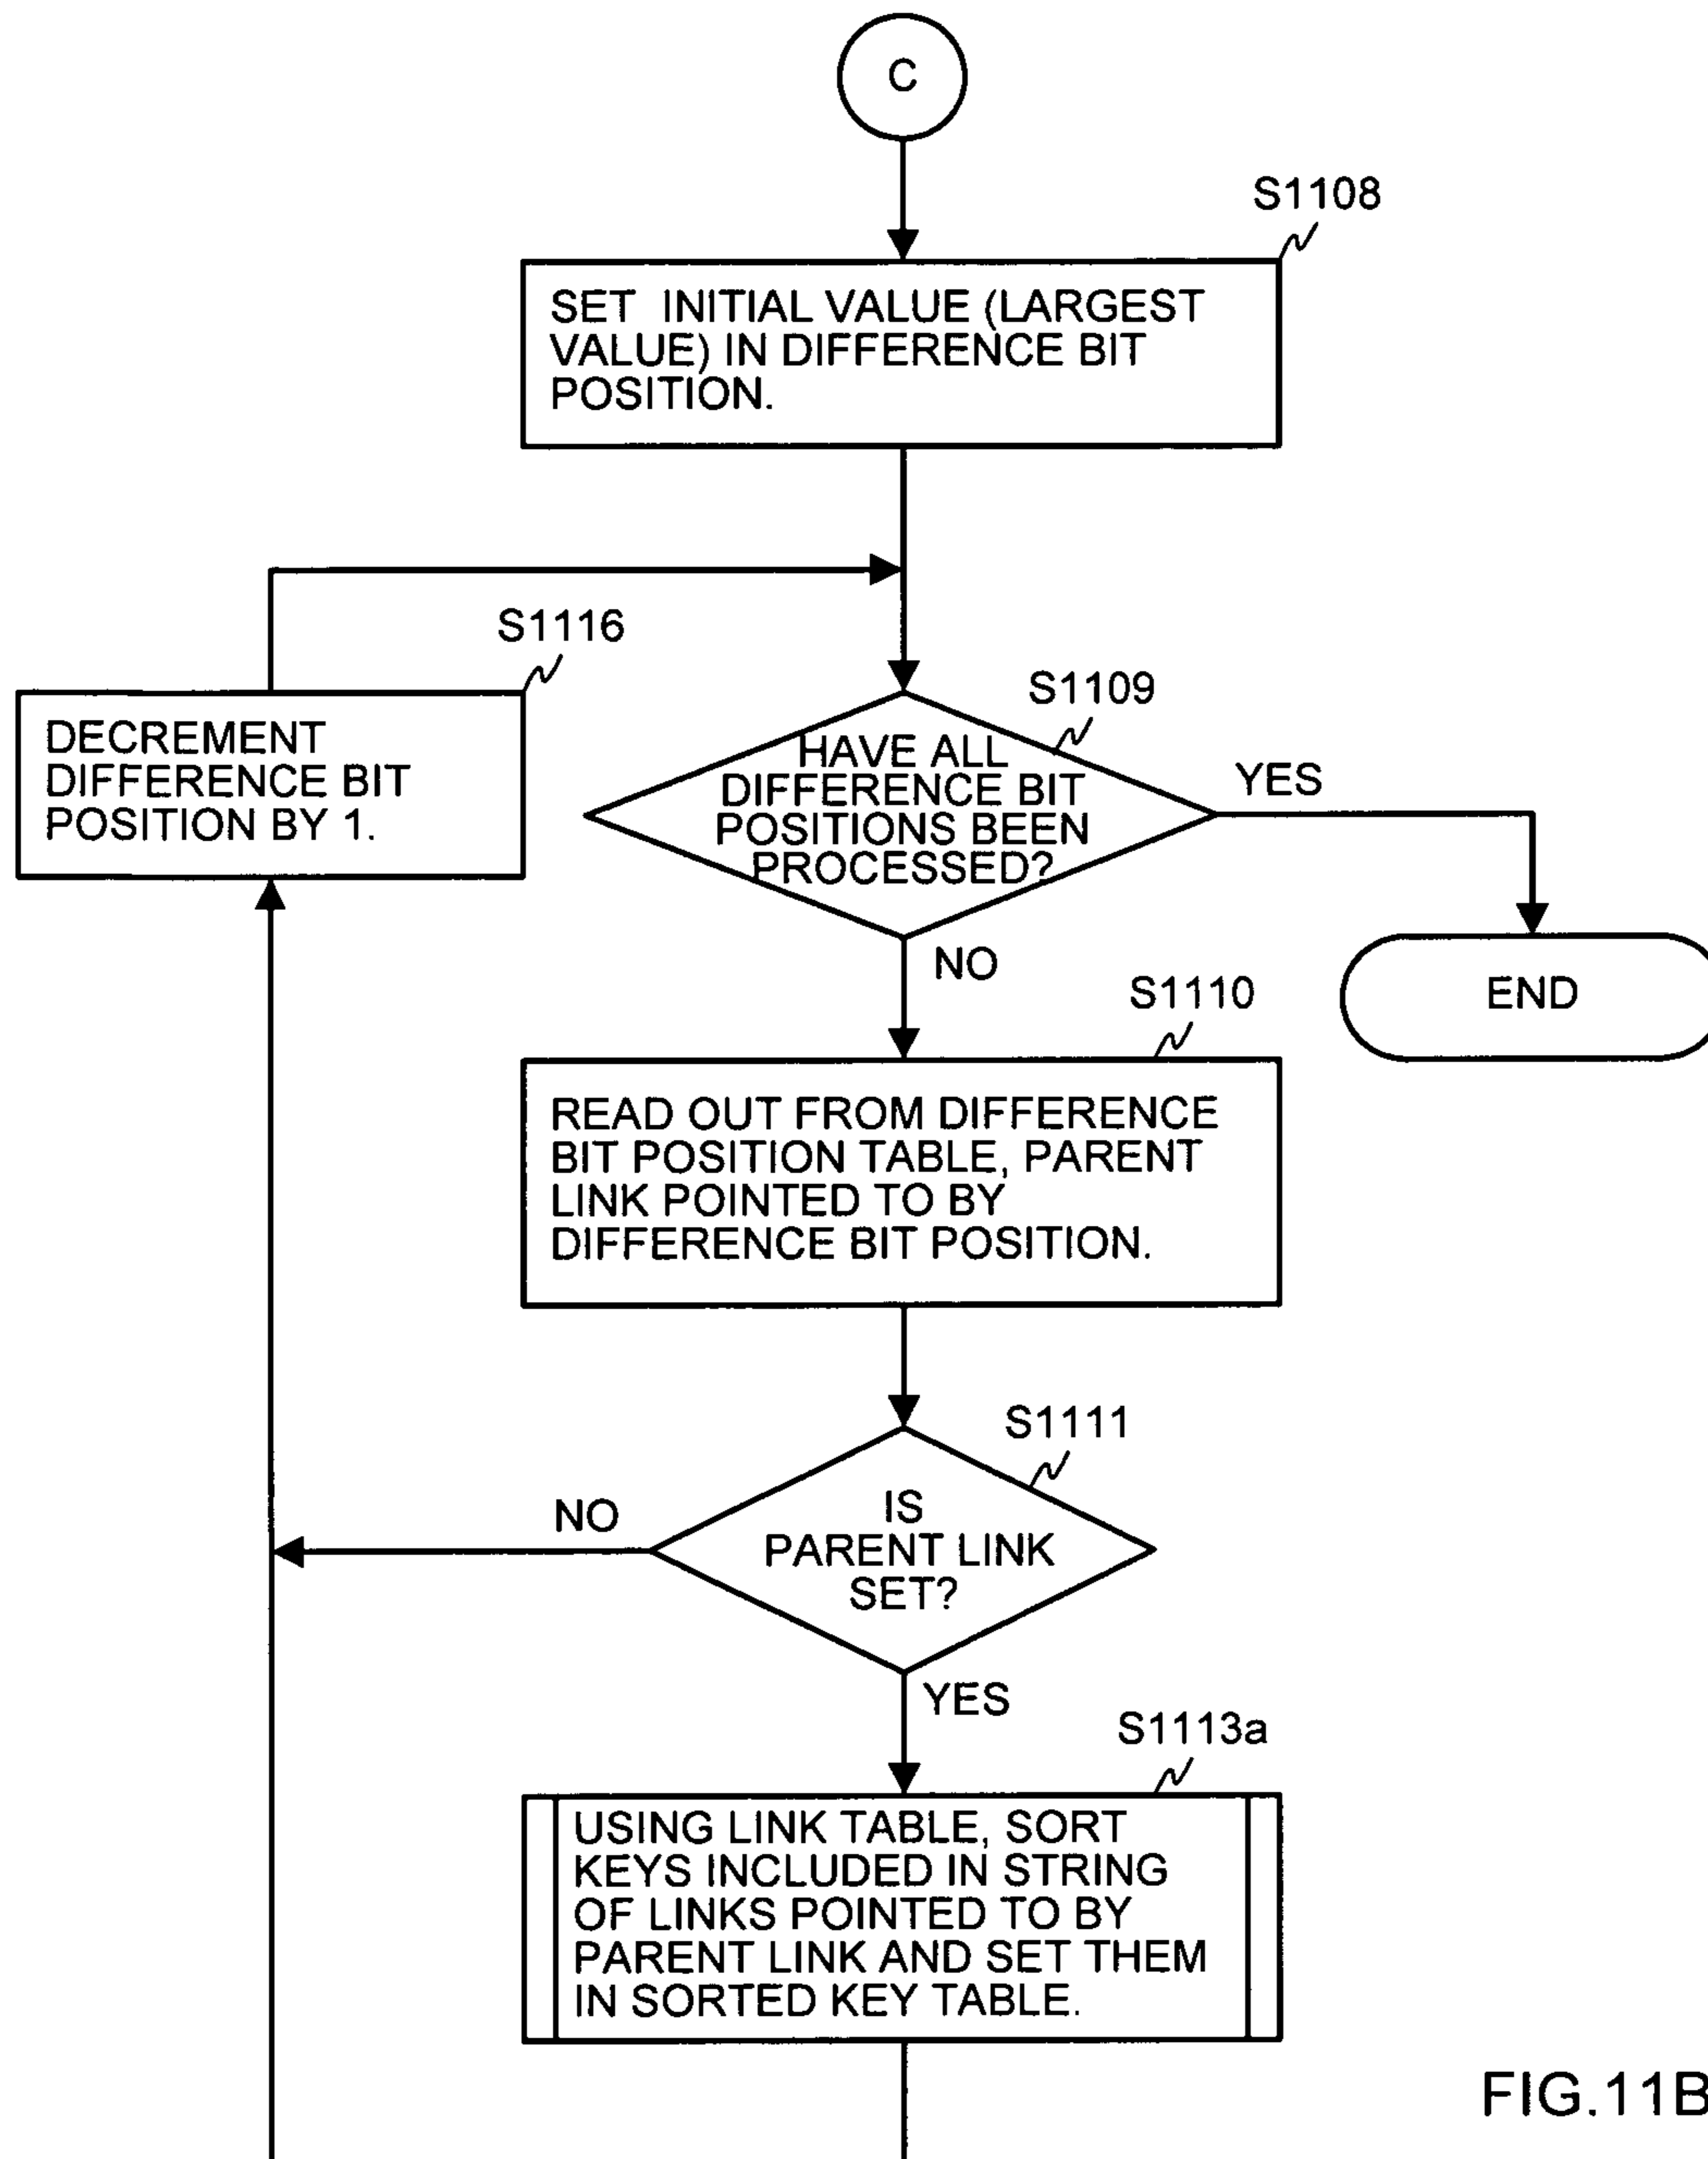 C
S1108
SET INITIAL VALUE (LARGEST
VALUE) IN DIFFERENCE BIT
POSITION.
S1116
DECREMENT
DIFFERENCE BIT
POSITION BY 1.
S1109
HAVE ALL
DIFFERENCE BIT
POSITIONS BEEN
PROCESSED?
YES
END
NO
S1110
READ OUT FROM DIFFERENCE
BIT POSITION TABLE, PARENT
LINK POINTED TO BY
DIFFERENCE BIT POSITION.
S1111
IS
PARENT LINK
SET?
NO
YES
S1113a
USING LINK TABLE, SORT
KEYS INCLUDED IN STRING
OF LINKS POINTED TO BY
PARENT LINK AND SET THEM
IN SORTED KEY TABLE.
FIG.11B